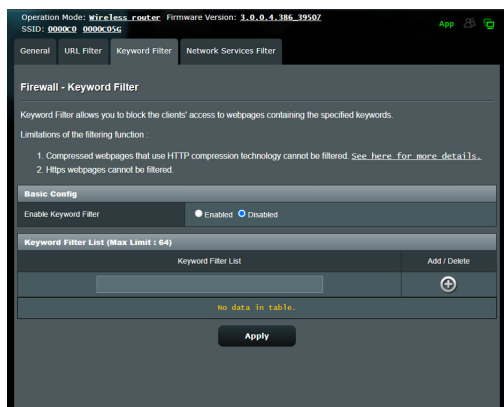 Operation Mode: Wireless router Firmware Version: 3.0.0.4.386_39507
SSID: 0000C0 0000C05G
App
General URL Filter Keyword Filter Network Services Filter
Firewall - Keyword Filter
Keyword Filter allows you to block the clients' access to webpages containing the specified keywords.
Limitations of the filtering function :
1. Compressed webpages that use HTTP compression technology cannot be filtered. See here for more details.
2. Https webpages cannot be filtered.
Basic Config
Enable Keyword Filter Enabled Disabled
Keyword Filter List (Max Limit : 64)
Keyword Filter List Add / Delete
No data in table.
Apply